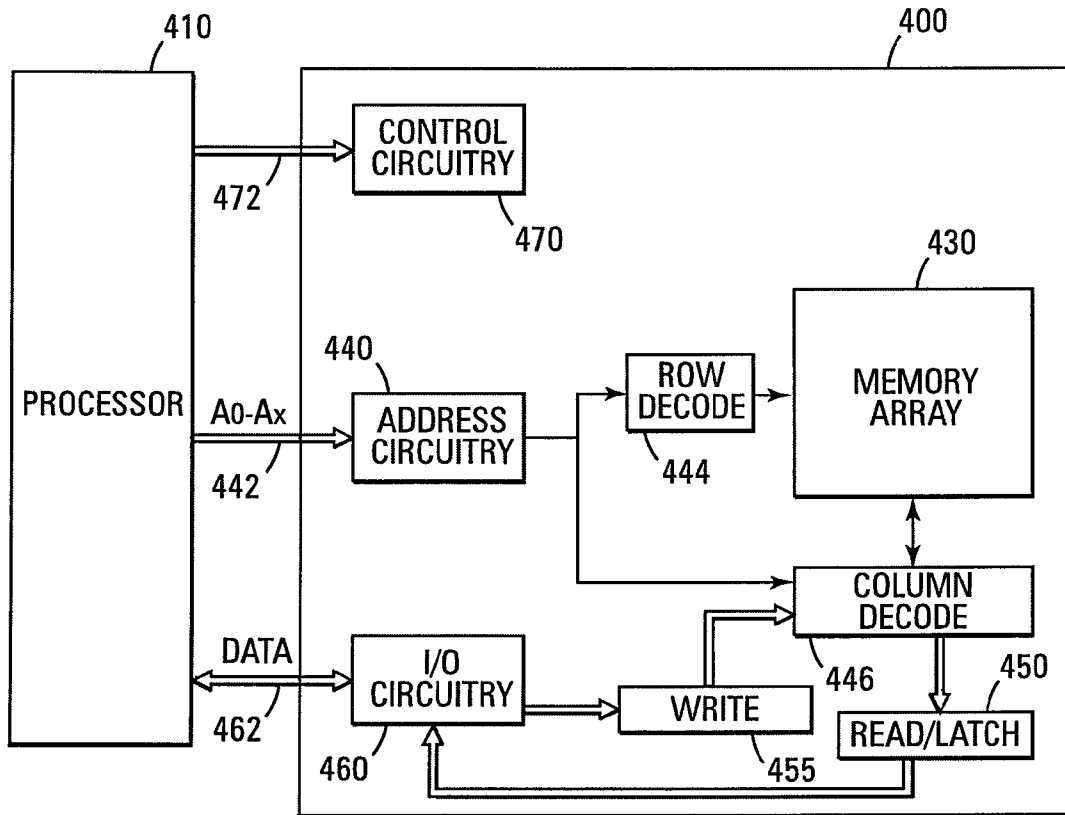 410
400
CONTROL
CIRCUITRY
472
470
430
440
ROW
DECODE
MEMORY
ARRAY
PROCESSOR
A0-AX
ADDRESS
CIRCUITRY
442
444
COLUMN
DECODE
DATA
I/O
CIRCUITRY
446
450
462
WRITE
READ/LATCH
460
455